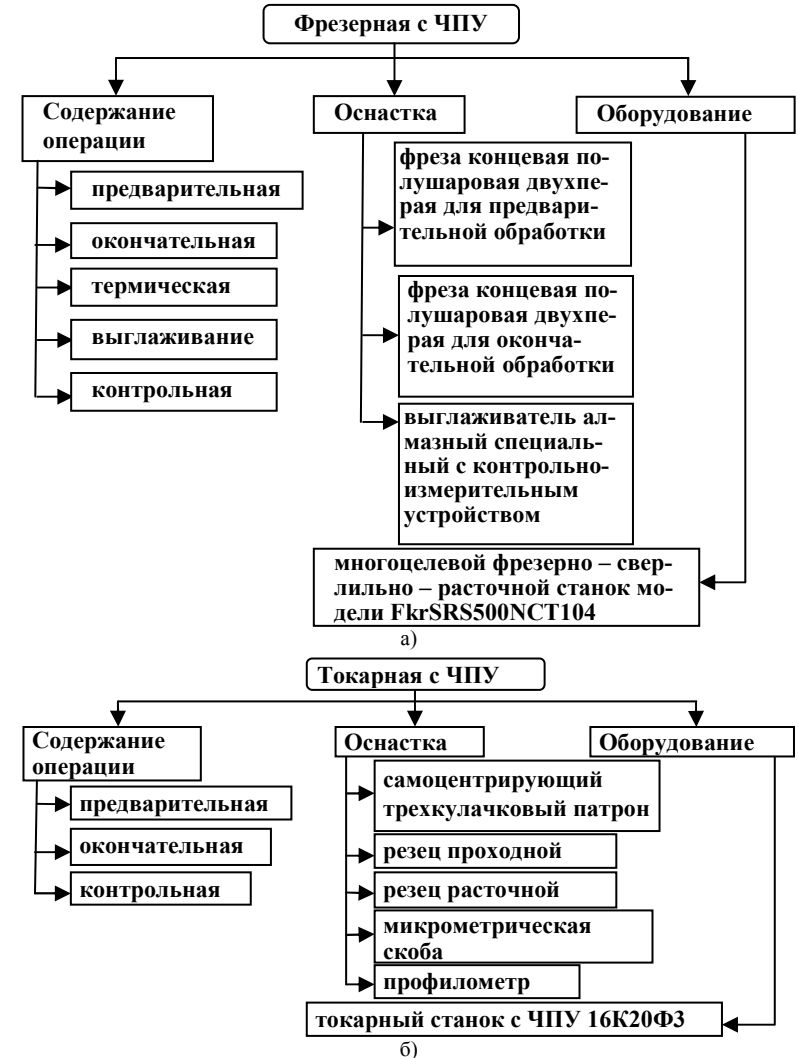 Фрезерная с ЧПУ
Содержание
операции
Оснастка
Оборудование
предварительная
окончательная
термическая
выглаживание
контрольная
фреза концевая по-
лушаровая двухпе-
рая для предвари-
тельной обработки
фреза концевая по-
лушаровая двухпе-
рая для оконча-
тельной обработки
выглаживатель ал-
мазный специаль-
ный с контрольно-
измерительным
устройством
многоцелевой фрезерно – свер-
лильно – расточной станок мо-
дели FkrSRS500NCT104
а)
Токарная с ЧПУ
Содержание
операции
Оснастка
Оборудование
предварительная
окончательная
контрольная
самоцентрирующий
трехкулачковый патрон
резец проходной
резец расточной
микрометрическая
скоба
профилометр
токарный станок с ЧПУ 16К20Ф3
б)